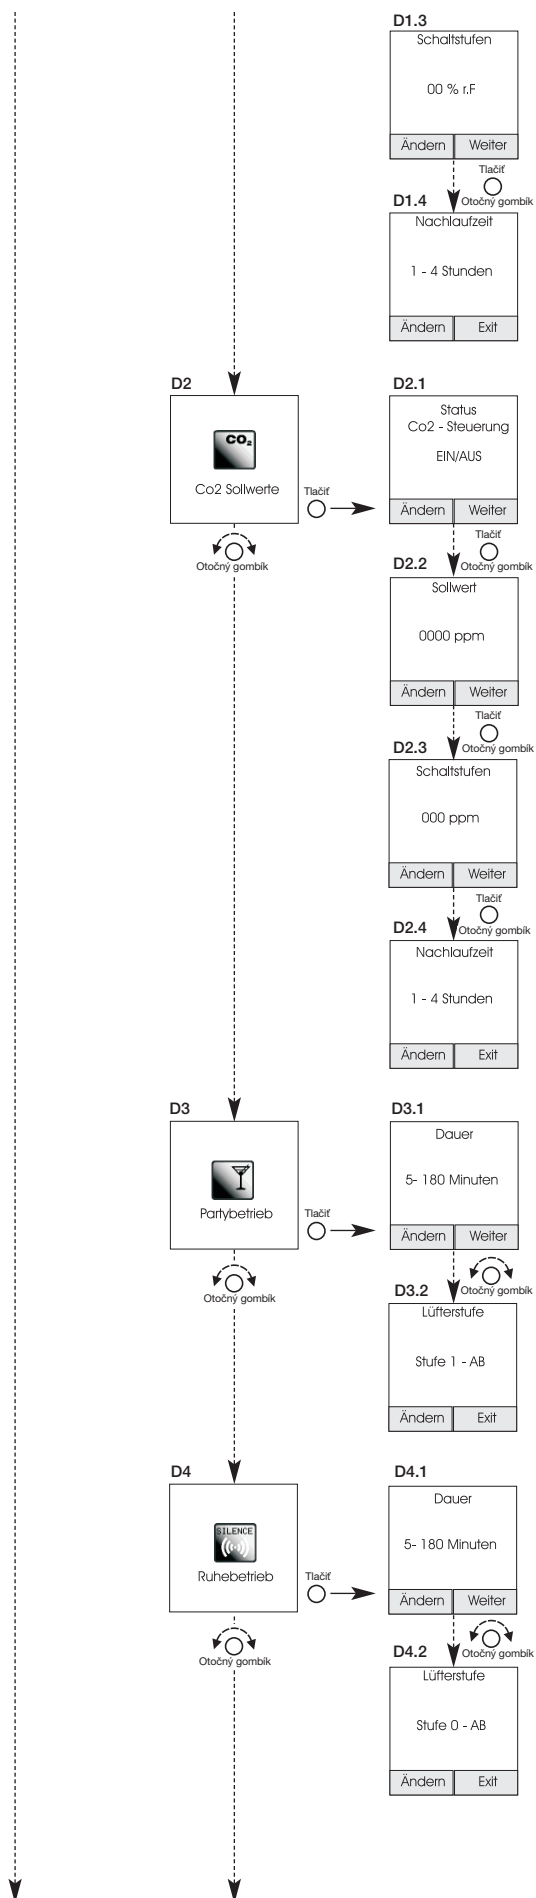 D1.3
Schaltstufen
00 % r.F
Ändern Weiter
Tlačiť
Otočný gombík
D1.4
Nachlaufzeit
1 - 4 Stunden
Ändern Exit
D2
CO2
Co2 Sollwerte
Tlačiť
Otočný gombík
D2.1
Status
Co2 - Steuerung
EIN/AUS
Ändern Weiter
Tlačiť
Otočný gombík
D2.2
Sollwert
0000 ppm
Ändern Weiter
Tlačiť
Otočný gombík
D2.3
Schaltstufen
000 ppm
Ändern Weiter
Tlačiť
Otočný gombík
D2.4
Nachlaufzeit
1 - 4 Stunden
Ändern Exit
D3
Partybetrieb
Tlačiť
Otočný gombík
D3.1
Dauer
5- 180 Minuten
Ändern Weiter
Otočný gombík
D3.2
Lüfterstufe
Stufe 1 - AB
Ändern Exit
D4
SILENCE
Ruhebetrieb
Tlačiť
Otočný gombík
D4.1
Dauer
5- 180 Minuten
Ändern Weiter
Otočný gombík
D4.2
Lüfterstufe
Stufe 0 - AB
Ändern Exit